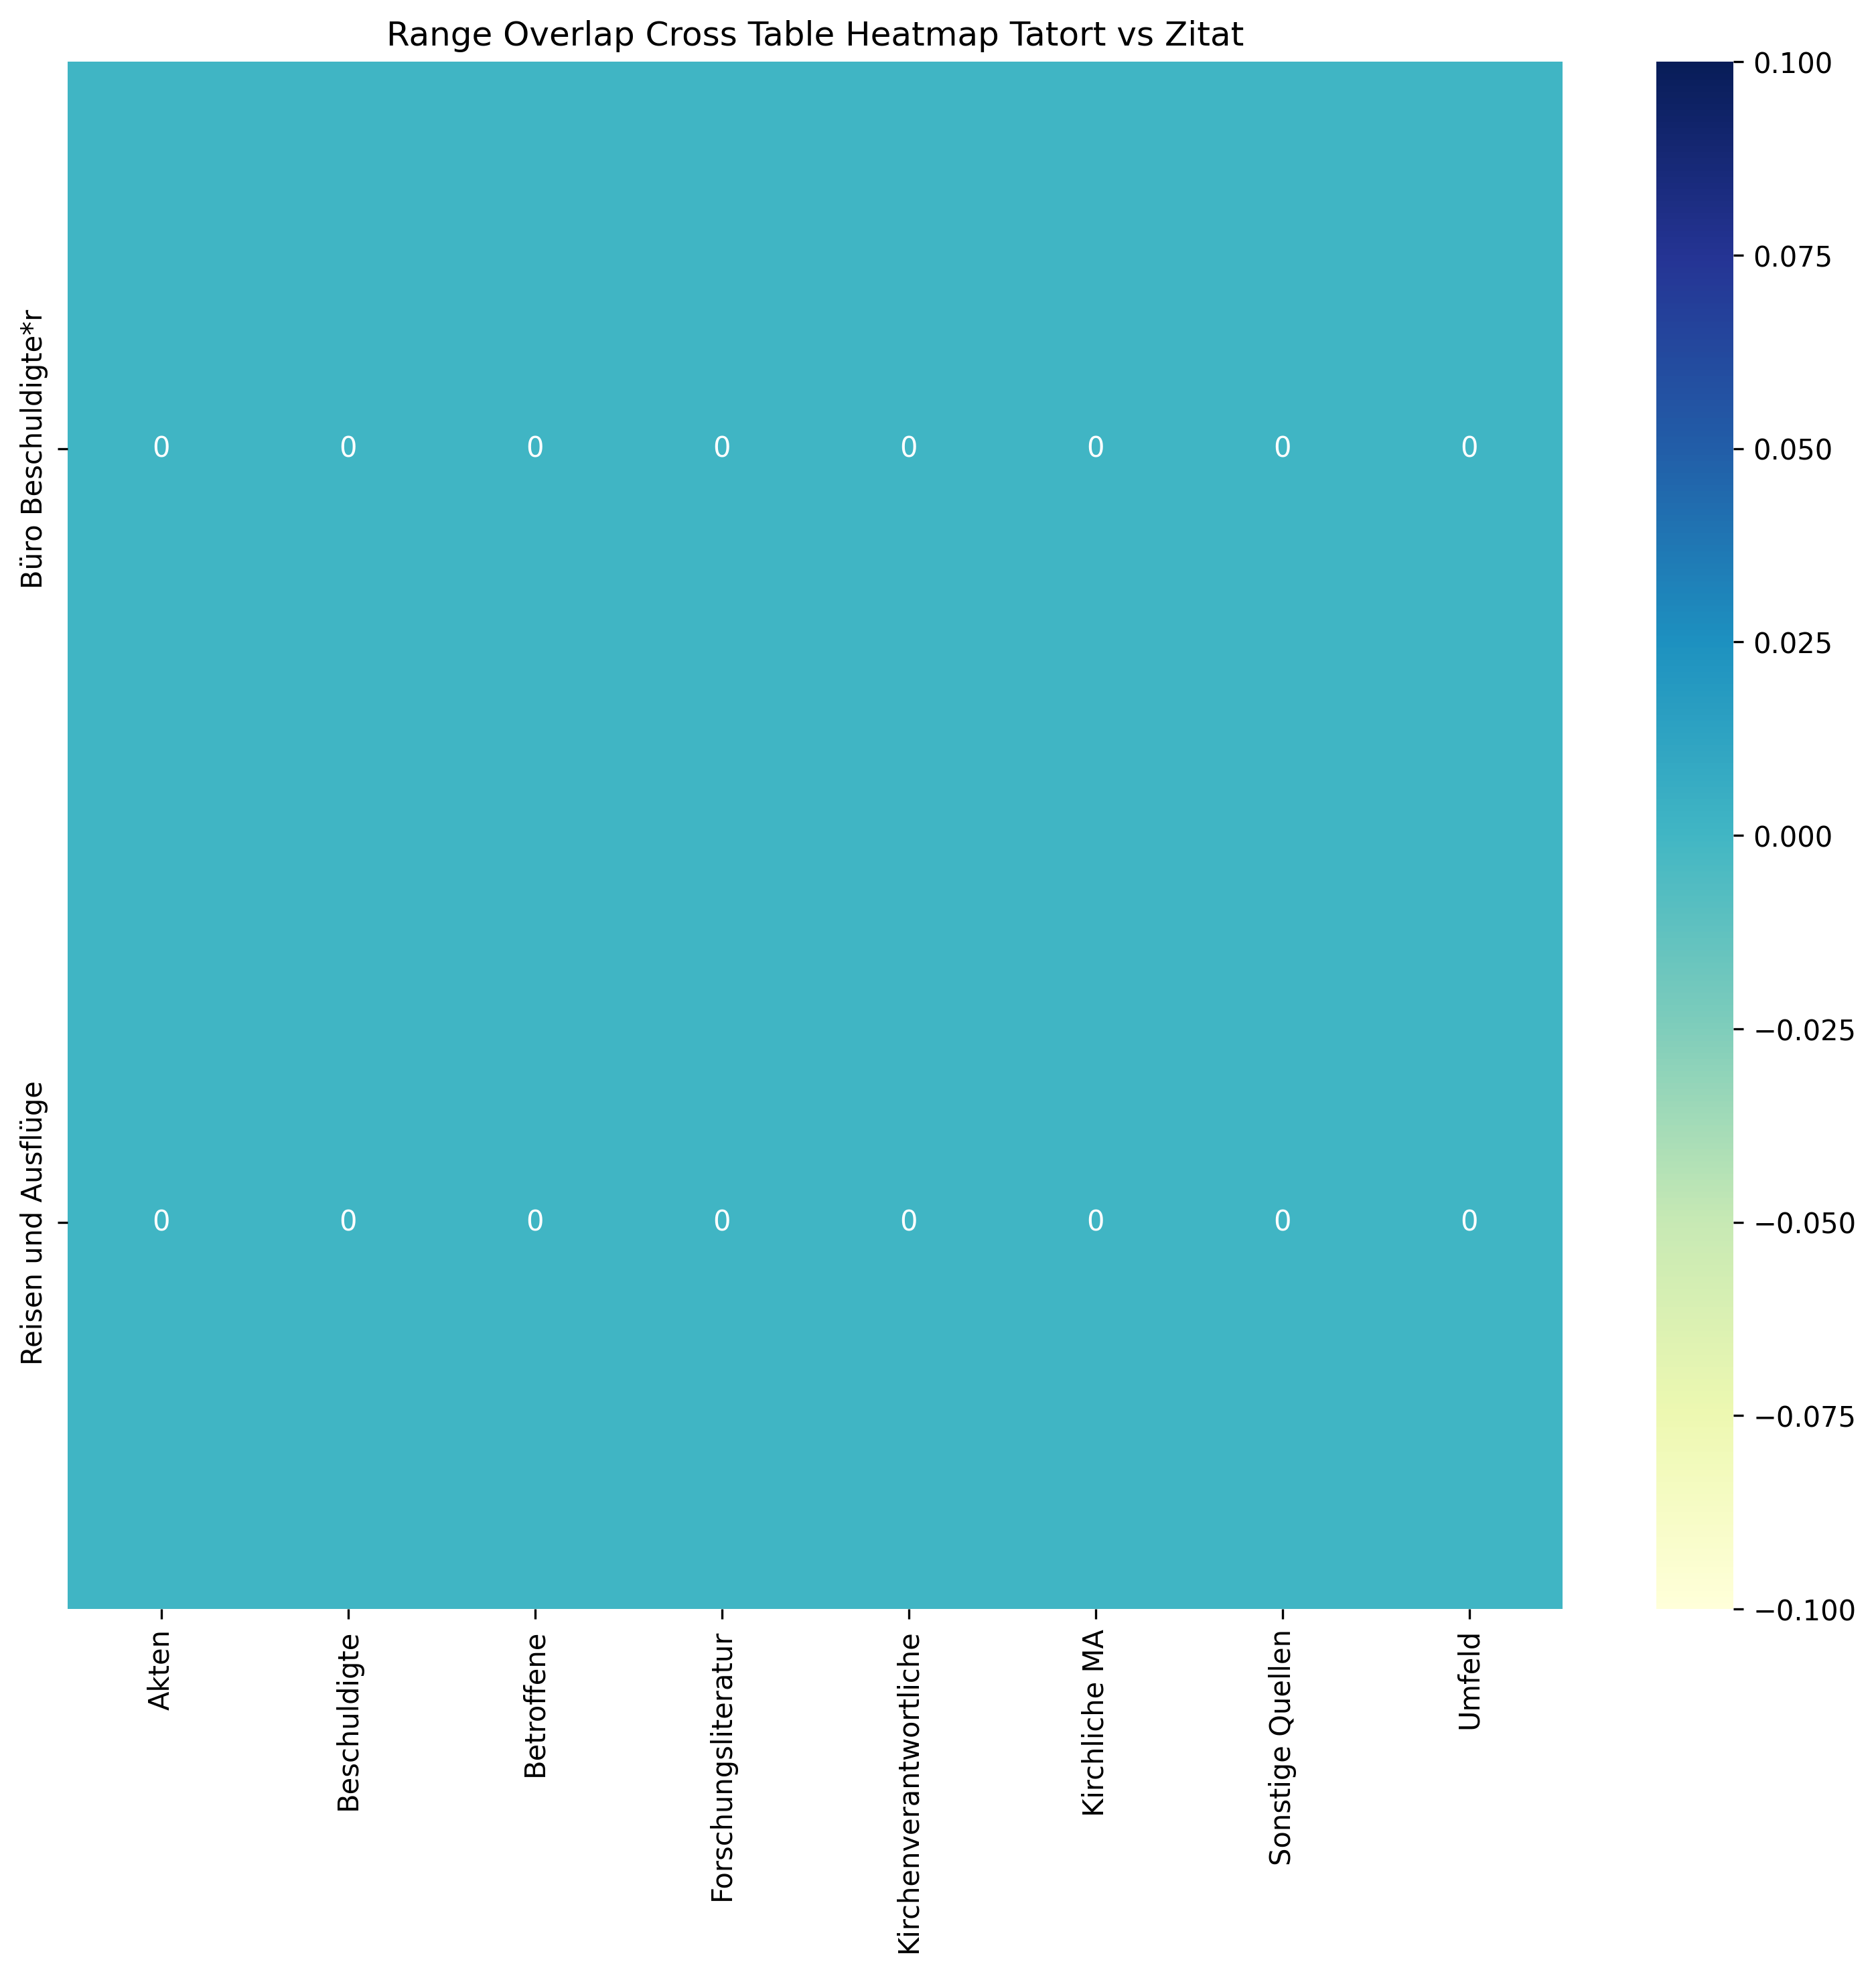 Range Overlap Cross Table Heatmap Tatort vs Zitat
Büro Beschuldigte*r
0 0 0 0 0 0 0 0
Reisen und Ausflüge
0 0 0 0 0 0 0 0
Akten
Beschuldigte
Betroffene
Forschungsliteratur
Kirchenverantwortliche
Kirchliche MA
Sonstige Quellen
Umfeld
0.100
0.075
0.050
0.025
0.000
−0.025
−0.050
−0.075
−0.100